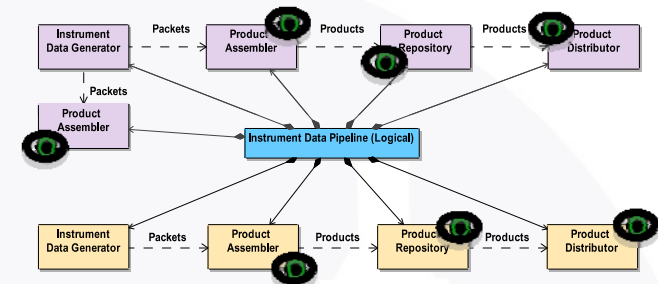 Instrument
Data Generator
Packets
Product
Assembler
Products
Product
Repository
Products
Product
Distributor
Packets
Product
Assembler
Instrument Data Pipeline (Logical)
Instrument
Data Generator
Packets
Product
Assembler
Products
Product
Repository
Products
Product
Distributor